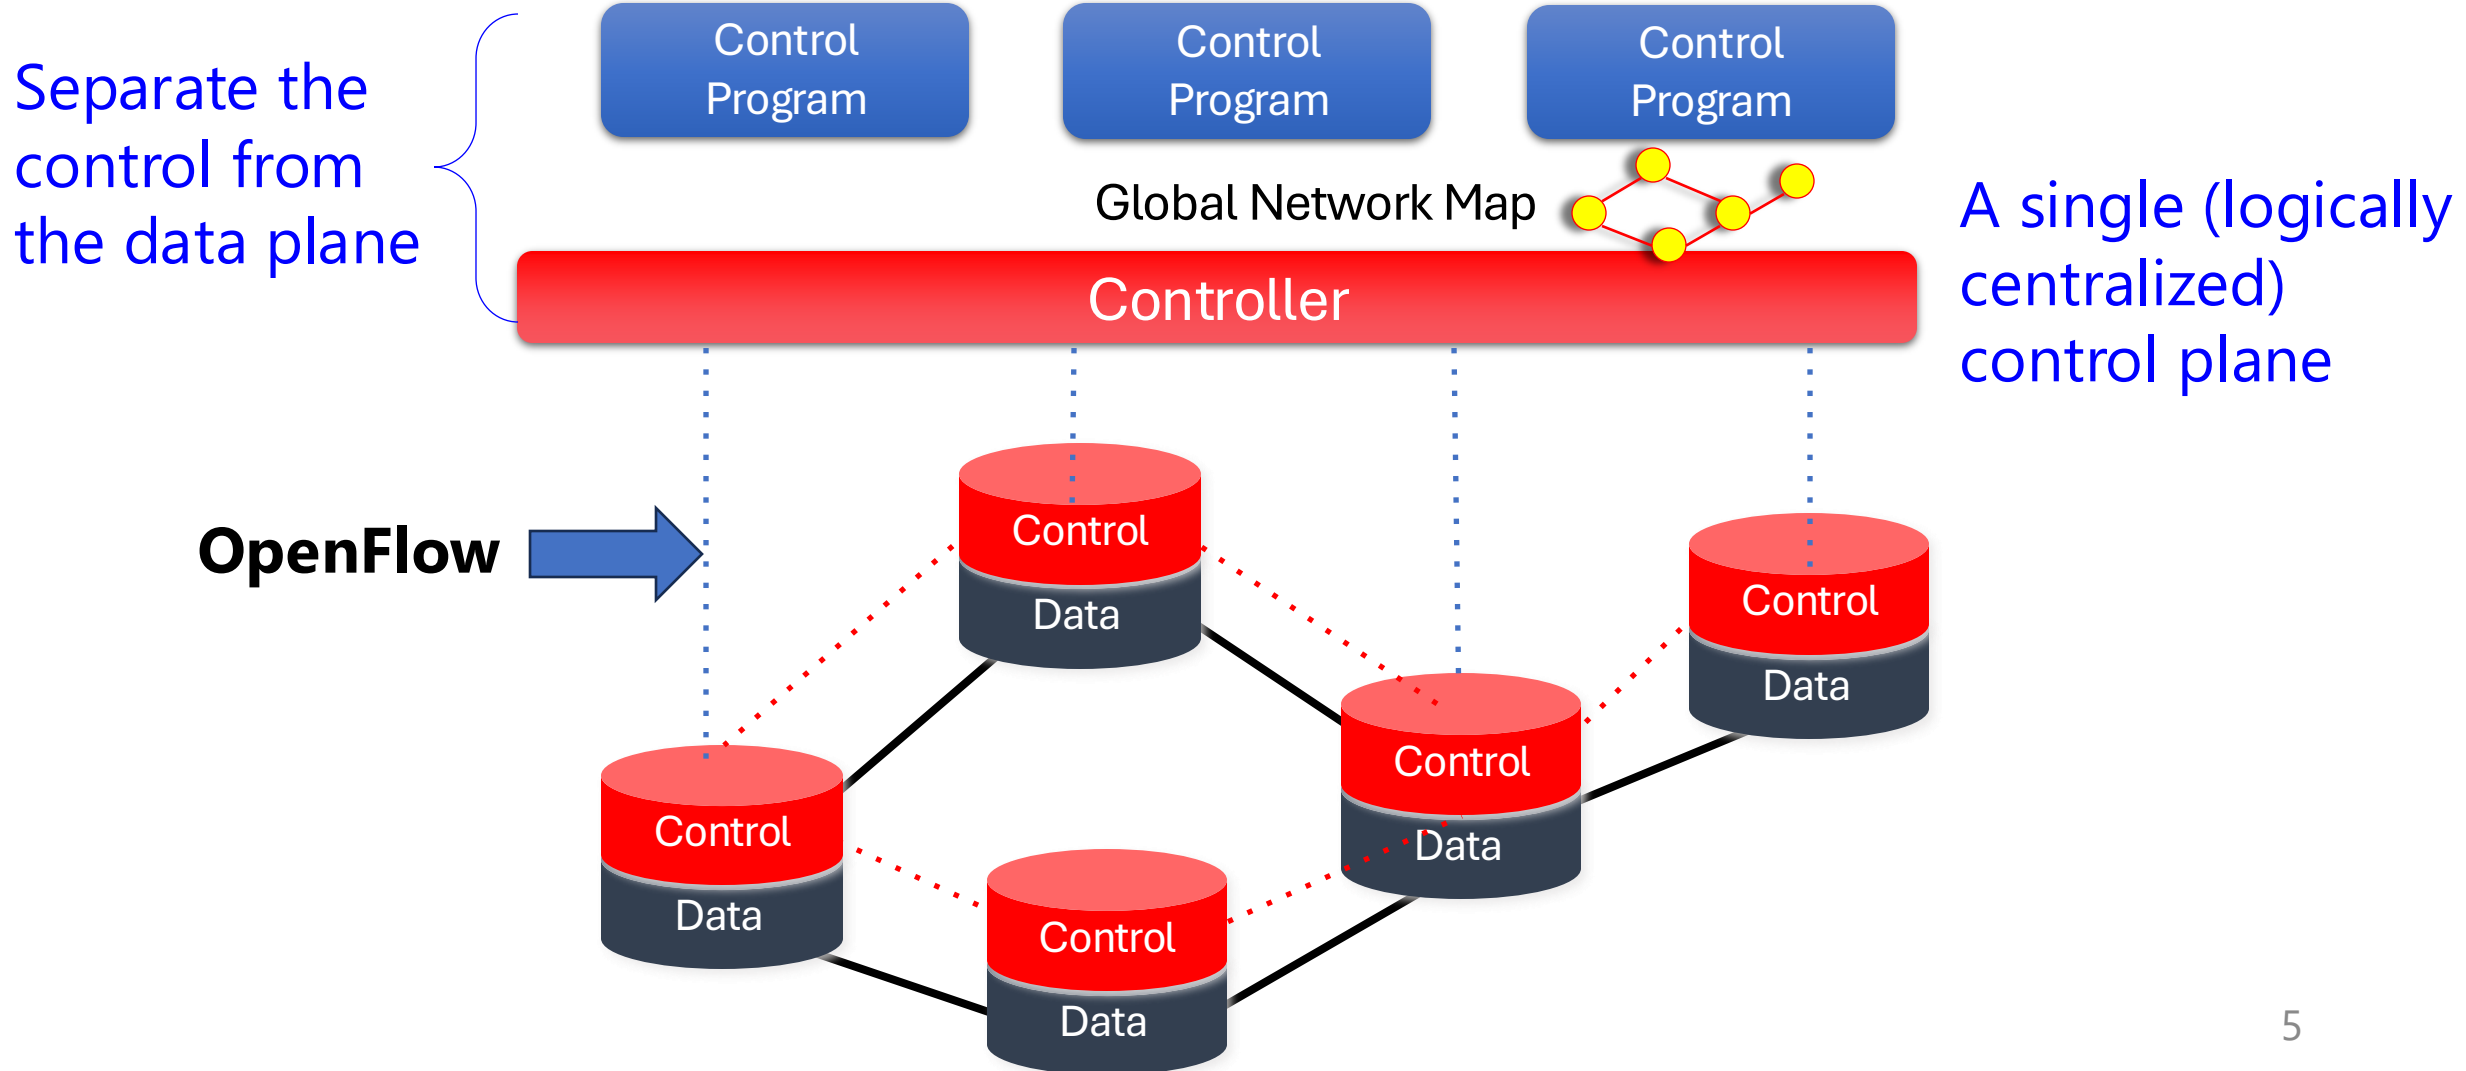 Separate the
control from
the data plane
Control
Program
Control
Program
Control
Program
Global Network Map
Controller
A single (logically
centralized)
control plane
OpenFlow
Control
Data
Control
Data
Control
Data
Control
Data
Control
Data
5